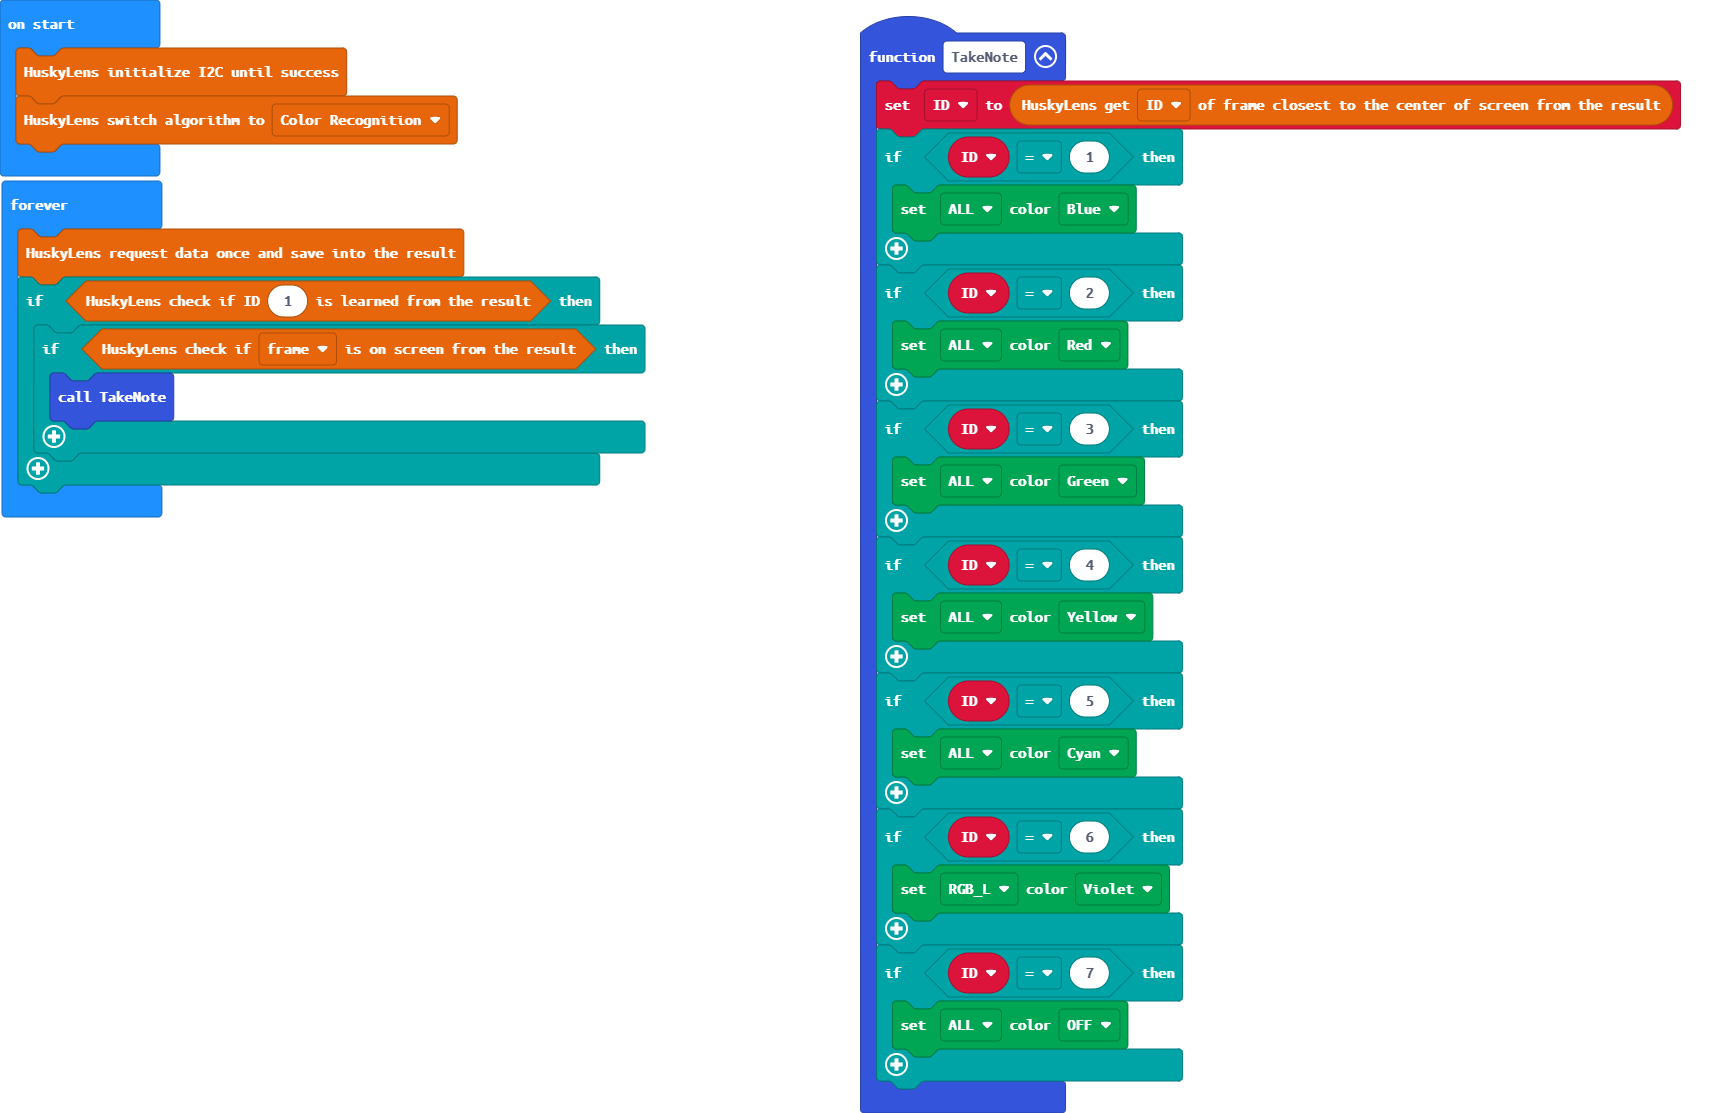 on start
HuskyLens initialize I2C until success
HuskyLens switch algorithm to Color Recognition
forever
HuskyLens request data once and save into the result
if HuskyLens check if ID 1 is learned from the result then
if HuskyLens check if frame is on screen from the result then
call TakeNote
function TakeNote
set ID to HuskyLens get ID of frame closest to the center of screen from the result
if ID = 1 then
set ALL color Blue
if ID = 2 then
set ALL color Red
if ID = 3 then
set ALL color Green
if ID = 4 then
set ALL color Yellow
if ID = 5 then
set ALL color Cyan
if ID = 6 then
set RGB_L color Violet
if ID = 7 then
set ALL color OFF